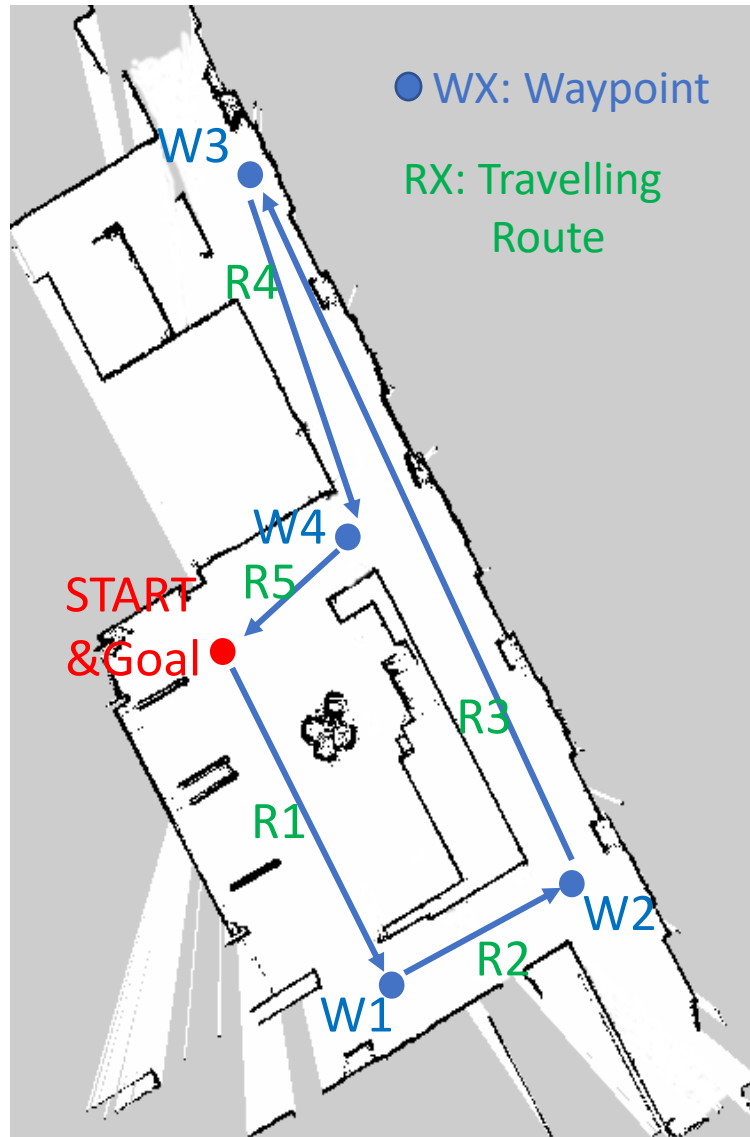 WX: Waypoint
W3
RX: Travelling
Route
R4
W4
R5
START
&Goal
R3
R1
W2
R2
W1